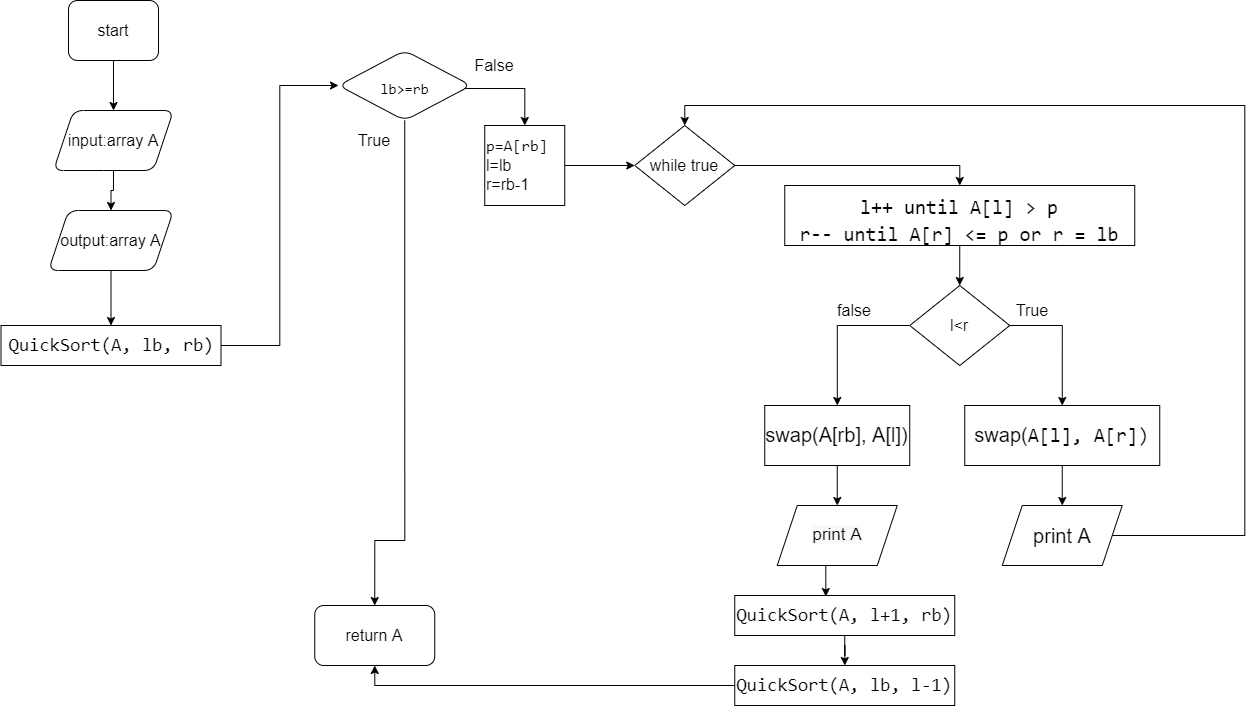 start
input:array A
output:array A
QuickSort(A, lb, rb)
lb>=rb
False
True
p=A[rb]
l=lb
r=rb-1
while true
l++ until A[l] > p
r-- until A[r] <= p or r = lb
l<r
false
True
swap(A[rb], A[l])
swap(A[l], A[r])
print A
print A
QuickSort(A, l+1, rb)
QuickSort(A, lb, l-1)
return A